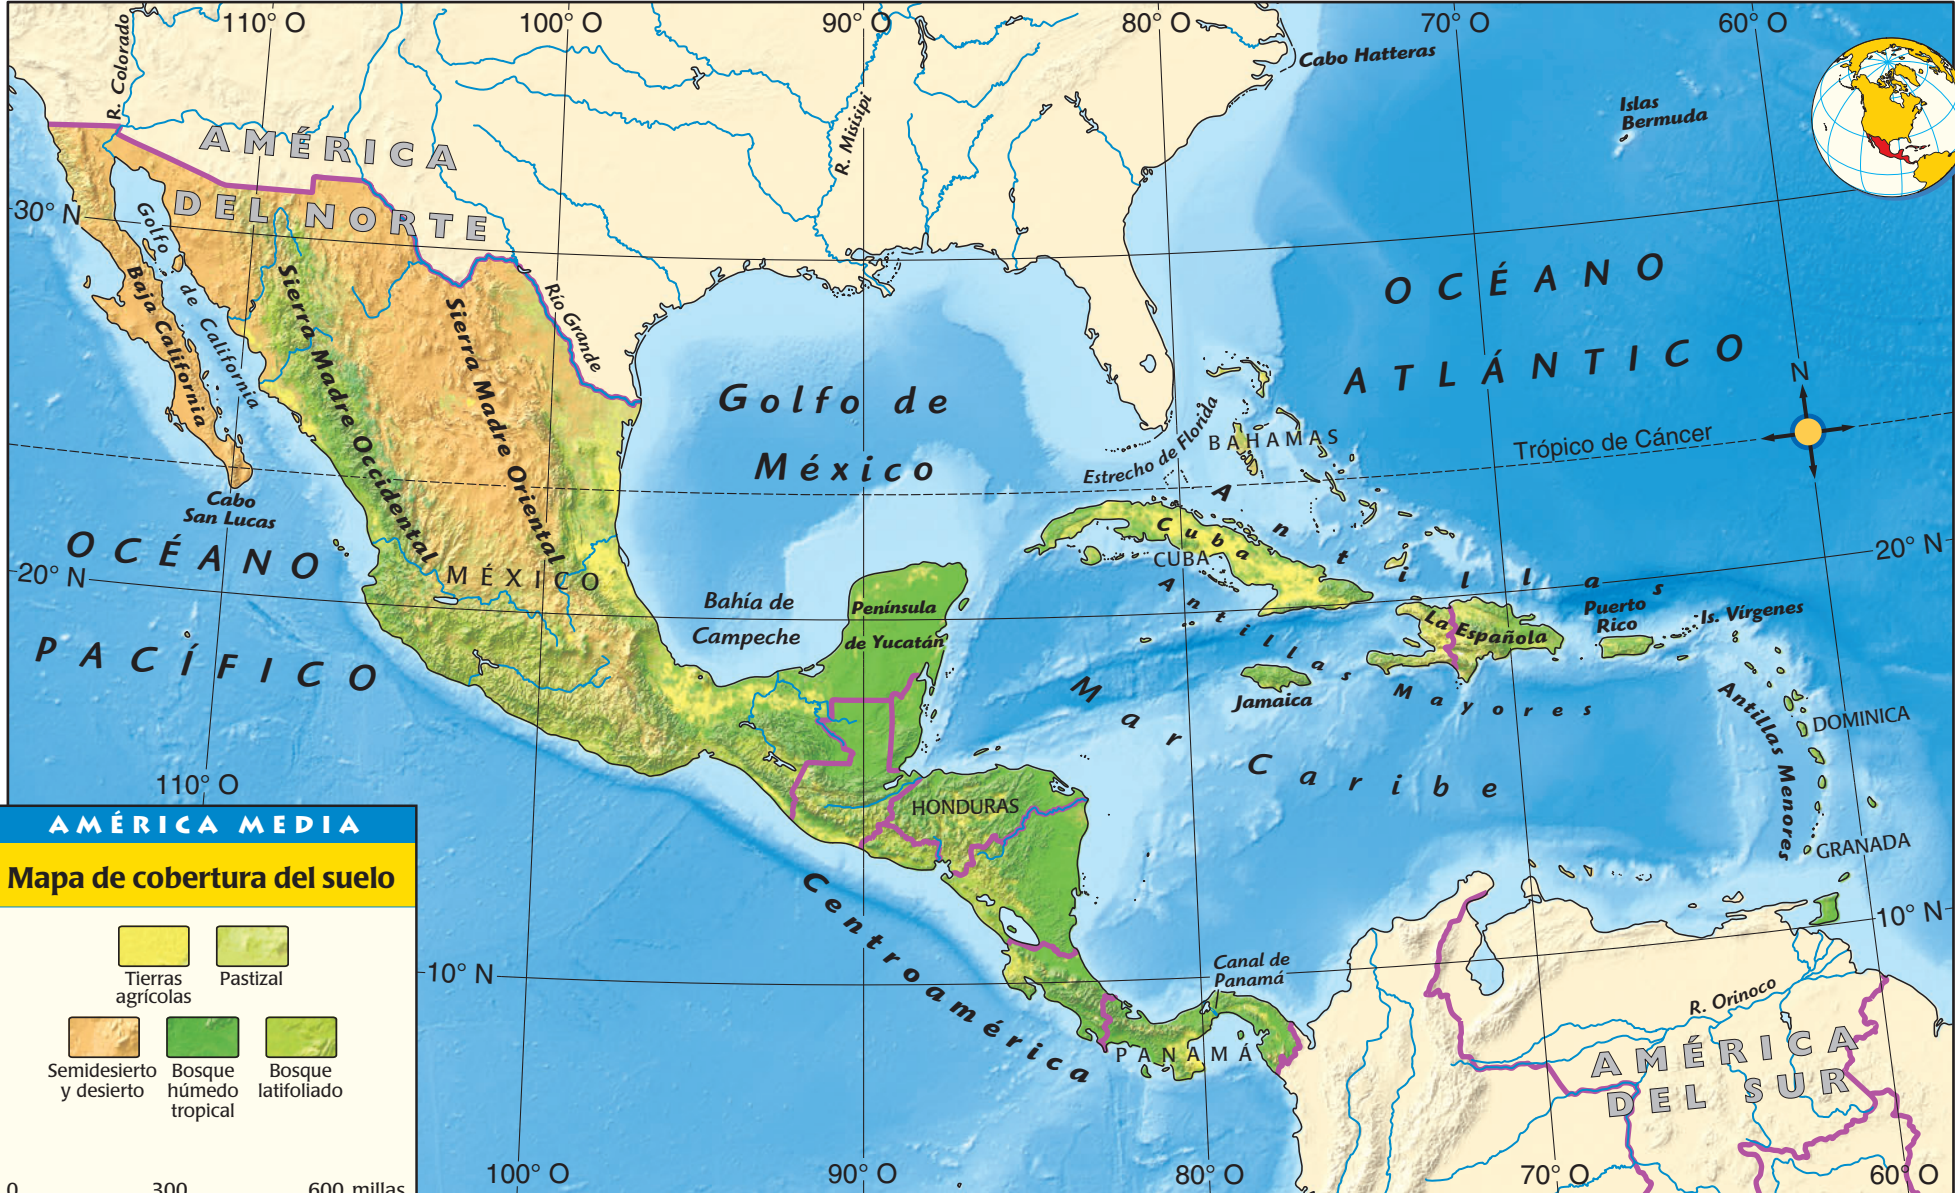 110° O
100° O
90° O
80° O
70° O
60° O
R. Colorado
R. Misisipi
Cabo Hatteras
Islas
Bermuda
AMÉRICA
DEL NORTE
30° N
Golfo de California
Baja California
Sierra Madre Occidental
Sierra Madre Oriental
Río Grande
OCÉANO
ATLÁNTICO
N
Golfo de
México
Estrecho de Florida
BAHAMAS
Trópico de Cáncer
Cabo
San Lucas
OCÉANO
PACÍFICO
20° N
MÉXICO
Bahía de
Campeche
Península
de Yucatán
Cuba
CUBA
Antillas
Antillas Mayores
La Española
Puerto
Rico
Is. Vírgenes
20° N
Jamaica
Mar Caribe
Antillas Menores
DOMINICA
GRANADA
110° O
HONDURAS
Centroamérica
10° N
10° N
Canal de
Panamá
PANAMÁ
R. Orinoco
AMÉRICA
DEL SUR
100° O
90° O
80° O
70° O
60° O
AMÉRICA MEDIA
Mapa de cobertura del suelo
Tierras
agrícolas
Pastizal
Semidesierto
y desierto
Bosque
húmedo
tropical
Bosque
latifoliado
0 300 600 millas